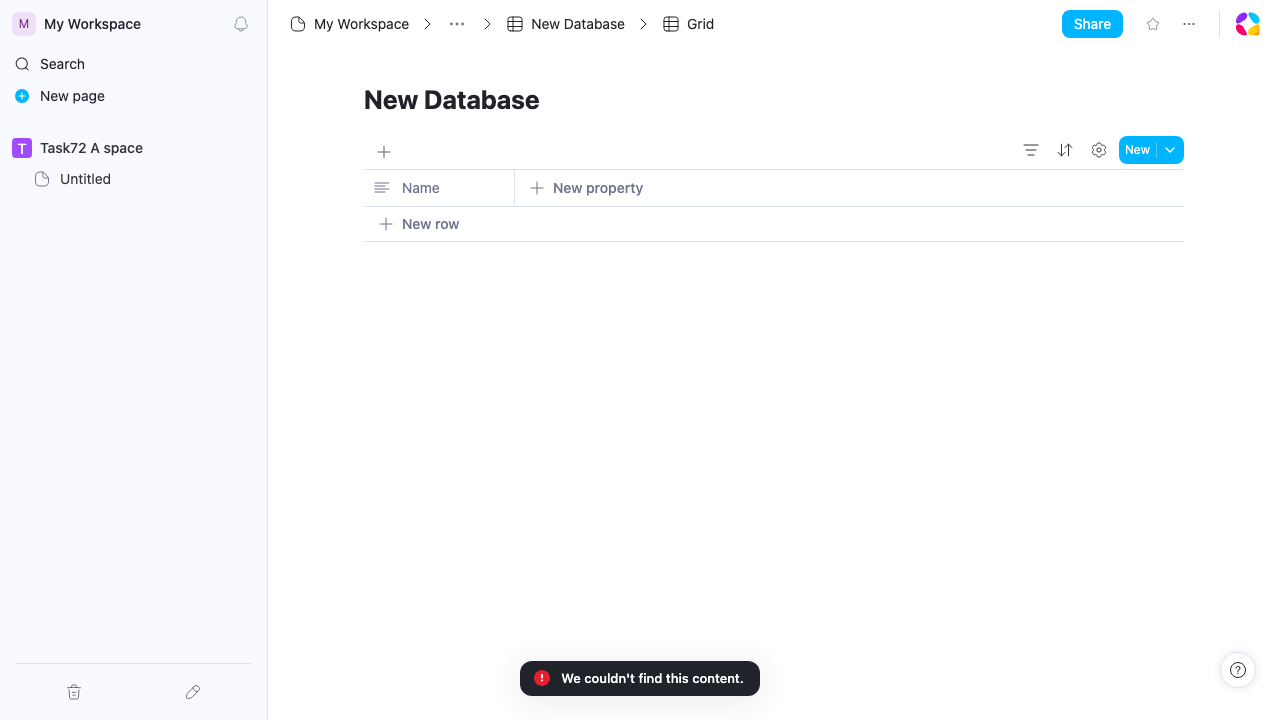 M My Workspace
Search
New page
T Task72 A space
Untitled
My Workspace > ··· > New Database > Grid
Share
New Database
New
Name
New property
New row
We couldn't find this content.